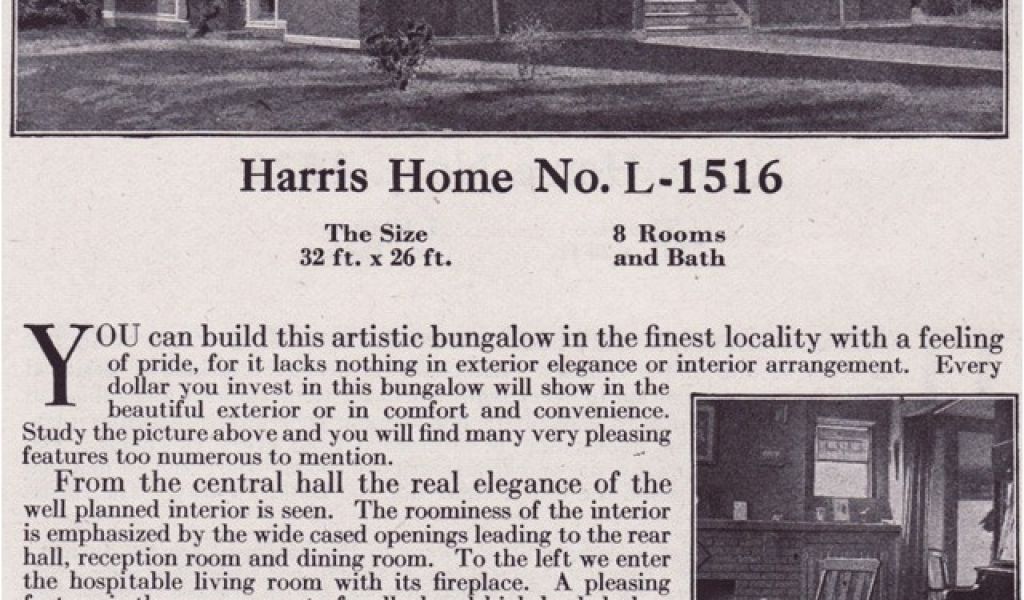 Harris Home No. L-1516
The Size
32 ft. x 26 ft.
8 Rooms
and Bath
YOU can build this artistic bungalow in the finest locality with a feeling
of pride, for it lacks nothing in exterior elegance or interior arrangement. Every
dollar you invest in this bungalow will show in the
beautiful exterior or in comfort and convenience.
Study the picture above and you will find many very pleasing
features too numerous to mention.
From the central hall the real elegance of the
well planned interior is seen. The roominess of the interior
is emphasized by the wide cased openings leading to the rear
hall, reception room and dining room. To the left we enter
the hospitable living room with its fireplace. A pleasing